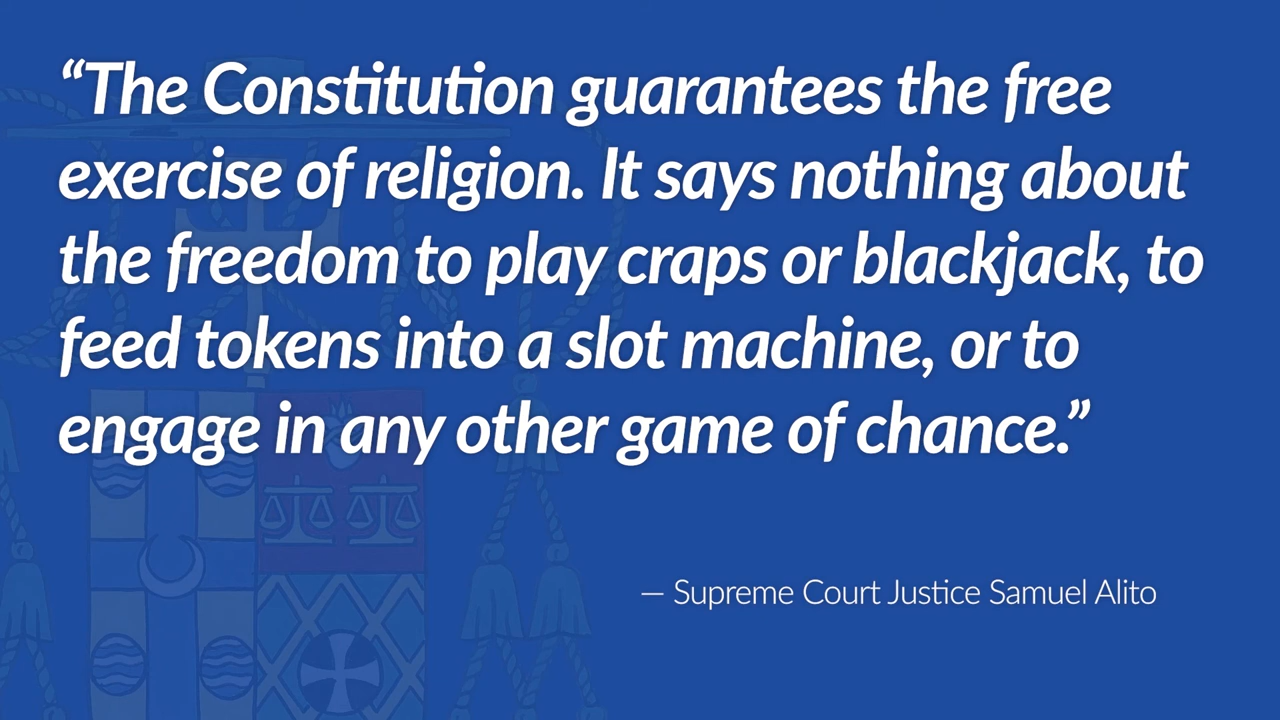 “The Constitution guarantees the free
exercise of religion. It says nothing about
the freedom to play craps or blackjack, to
feed tokens into a slot machine, or to
engage in any other game of chance.”
— Supreme Court Justice Samuel Alito